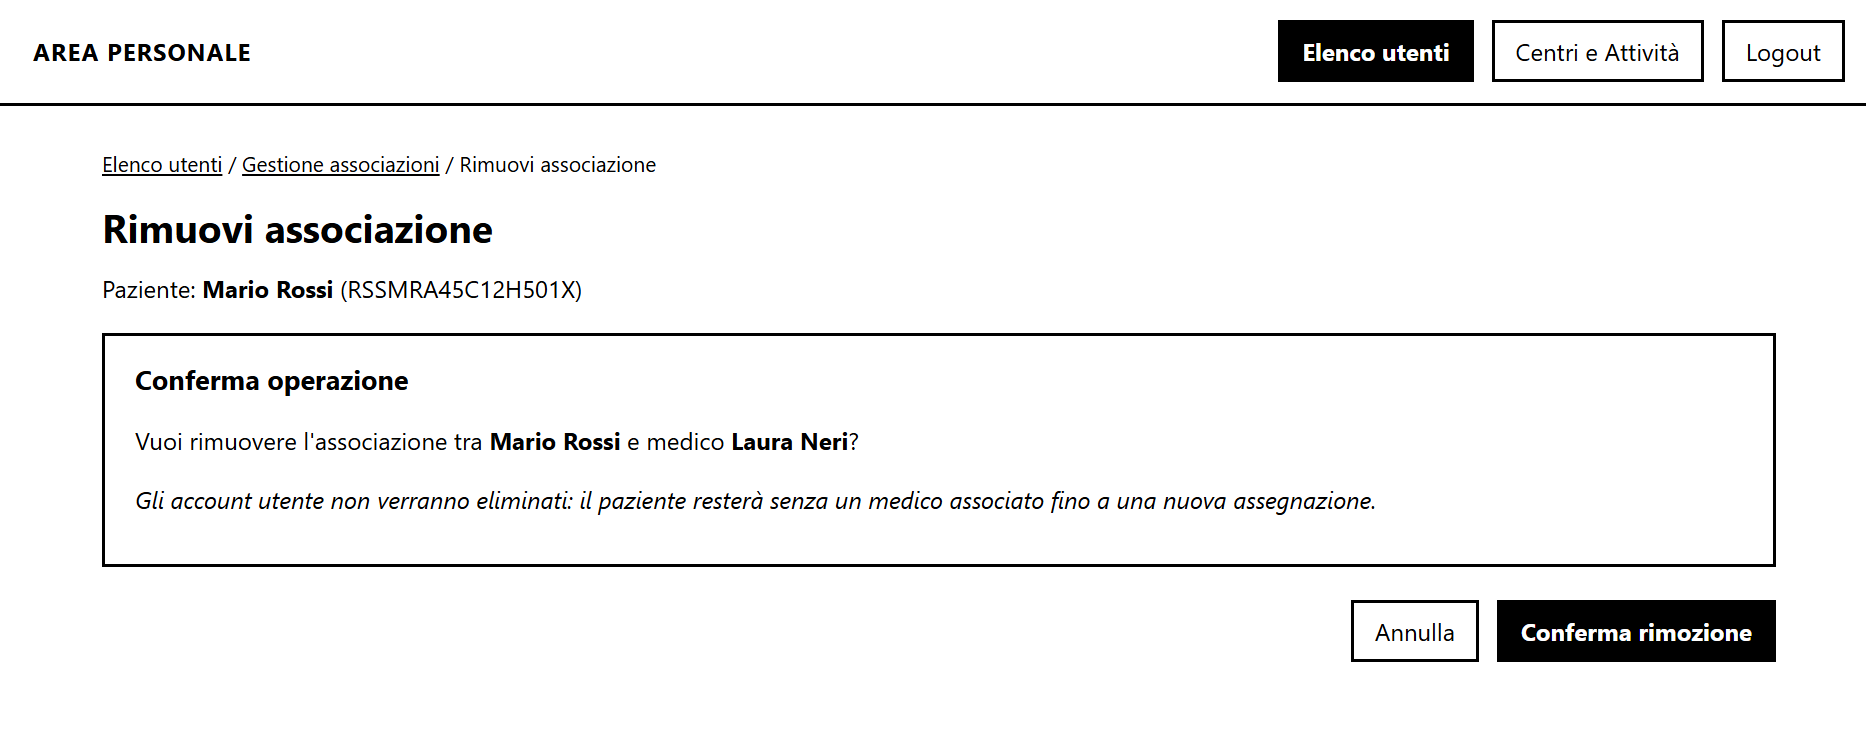 AREA PERSONALE
Elenco utenti
Centri e Attività
Logout
Elenco utenti / Gestione associazioni / Rimuovi associazione
Rimuovi associazione
Paziente: Mario Rossi (RSSMRA45C12H501X)
Conferma operazione
Vuoi rimuovere l'associazione tra Mario Rossi e medico Laura Neri?
Gli account utente non verranno eliminati: il paziente resterà senza un medico associato fino a una nuova assegnazione.
Annulla
Conferma rimozione